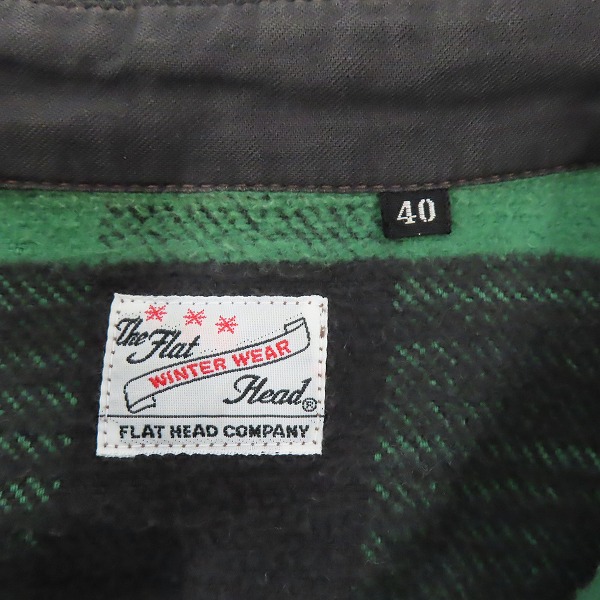 40
The Flat
WINTER WEAR
Head®
FLAT HEAD COMPANY